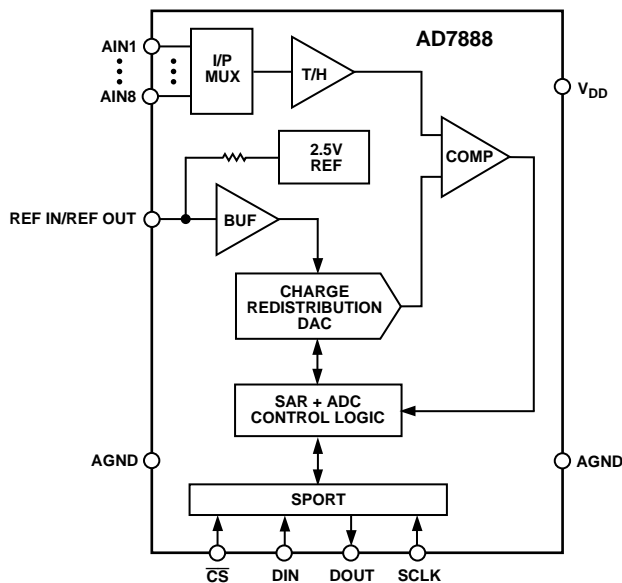 AD7888
AIN1
I/P
MUX
T/H
AIN8
V_DD
COMP
2.5V
REF
REF IN/REF OUT
BUF
CHARGE
REDISTRIBUTION
DAC
SAR + ADC
CONTROL LOGIC
AGND
AGND
SPORT
C̅S̅
DIN
DOUT
SCLK